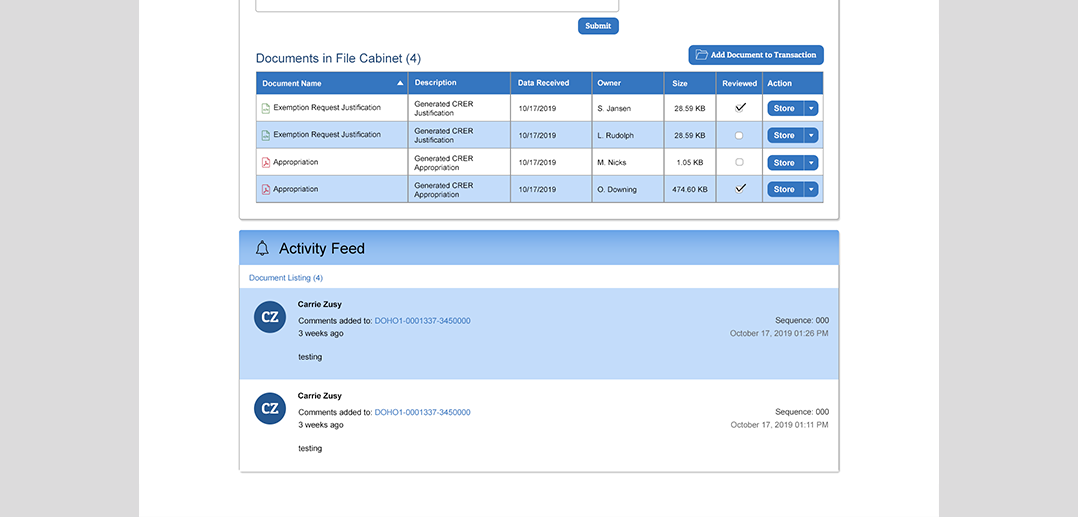 Submit
Documents in File Cabinet (4)
Add Document to Transaction
Document Name Description Data Received Owner Size Reviewed Action
Exemption Request Justification Generated CRER Justification 10/17/2019 S. Jansen 28.59 KB Store
Exemption Request Justification Generated CRER Justification 10/17/2019 L. Rudolph 28.59 KB Store
Appropriation Generated CRER Appropriation 10/17/2019 M. Nicks 1.05 KB Store
Appropriation Generated CRER Appropriation 10/17/2019 O. Downing 474.60 KB Store
Activity Feed
Document Listing (4)
CZ
Carrie Zusy
Comments added to: DOHO1-0001337-3450000 Sequence: 000
3 weeks ago October 17, 2019 01:26 PM
testing
CZ
Carrie Zusy
Comments added to: DOHO1-0001337-3450000 Sequence: 000
3 weeks ago October 17, 2019 01:11 PM
testing